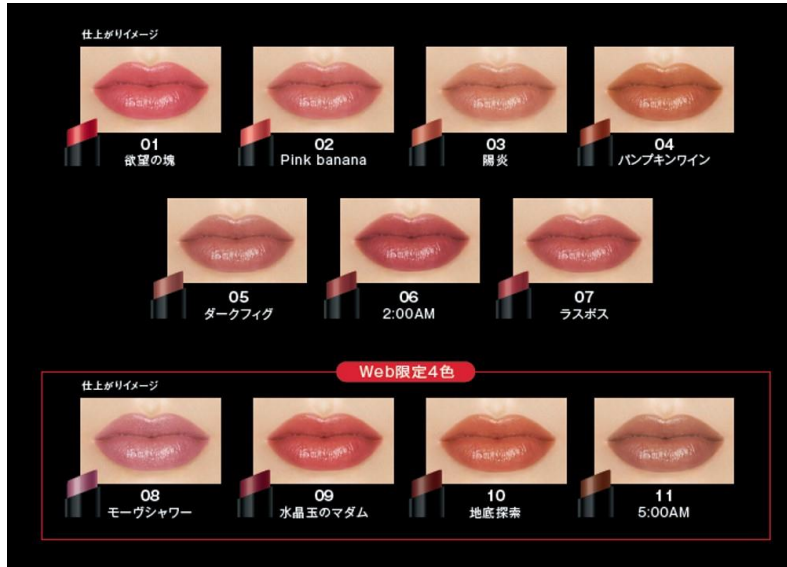 仕上がりイメージ
01
欲望の塊
02
Pink banana
03
陽炎
04
パンプキンワイン
05
ダークフィグ
06
2:00AM
07
ラスボス
Web限定4色
仕上がりイメージ
08
モーヴシャワー
09
水晶玉のマダム
10
地底探索
11
5:00AM